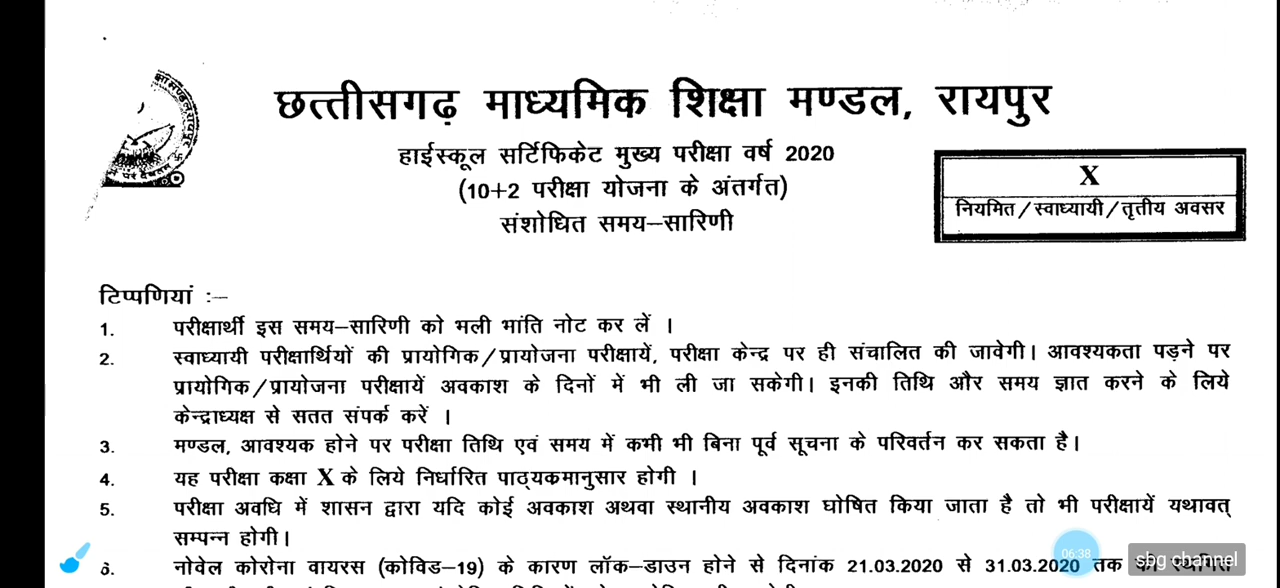 छत्तीसगढ़ माध्यमिक शिक्षा मण्डल, रायपुर
हाईस्कूल सर्टिफिकेट मुख्य परीक्षा वर्ष 2020
(10+2 परीक्षा योजना के अंतर्गत)
संशोधित समय–सारिणी
X
नियमित/स्वाध्यायी/तृतीय अवसर
टिप्पणियां :–
1. परीक्षार्थी इस समय–सारिणी को भली भांति नोट कर लें ।
2. स्वाध्यायी परीक्षार्थियों की प्रायोगिक/प्रायोजना परीक्षायें, परीक्षा केन्द्र पर ही संचालित की जावेगी। आवश्यकता पड़ने पर
प्रायोगिक/प्रायोजना परीक्षायें अवकाश के दिनों में भी ली जा सकेगी। इनकी तिथि और समय ज्ञात करने के लिये
केन्द्राध्यक्ष से सतत संपर्क करें ।
3. मण्डल, आवश्यक होने पर परीक्षा तिथि एवं समय में कभी भी बिना पूर्व सूचना के परिवर्तन कर सकता है।
4. यह परीक्षा कक्षा X के लिये निर्धारित पाठ्यकमानुसार होगी ।
5. परीक्षा अवधि में शासन द्वारा यदि कोई अवकाश अथवा स्थानीय अवकाश घोषित किया जाता है तो भी परीक्षायें यथावत्
सम्पन्न होगी।
6. नोवेल कोरोना वायरस (कोविड–19) के कारण लॉक–डाउन होने से दिनांक 21.03.2020 से 31.03.2020 तक
06:38
sbg channel